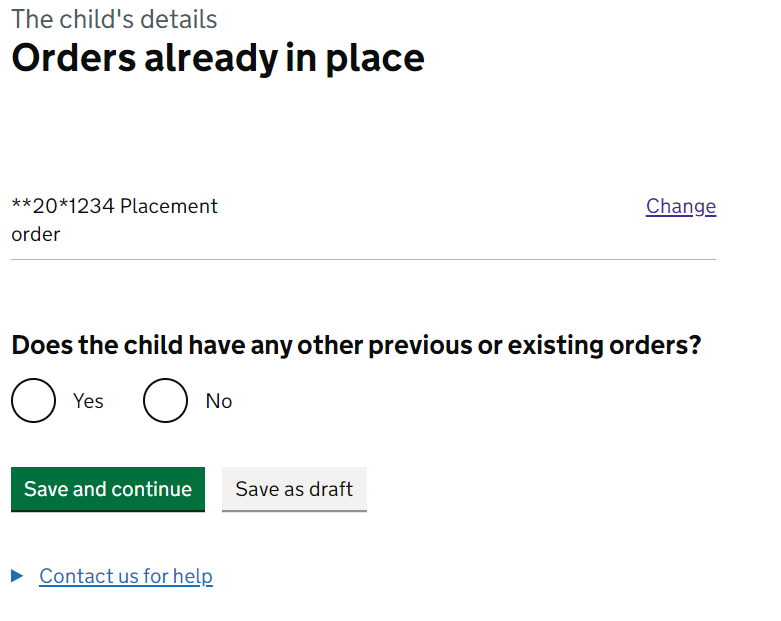 The child's details
Orders already in place
**20*1234 Placement
order
Change
Does the child have any other previous or existing orders?
Yes
No
Save and continue
Save as draft
Contact us for help